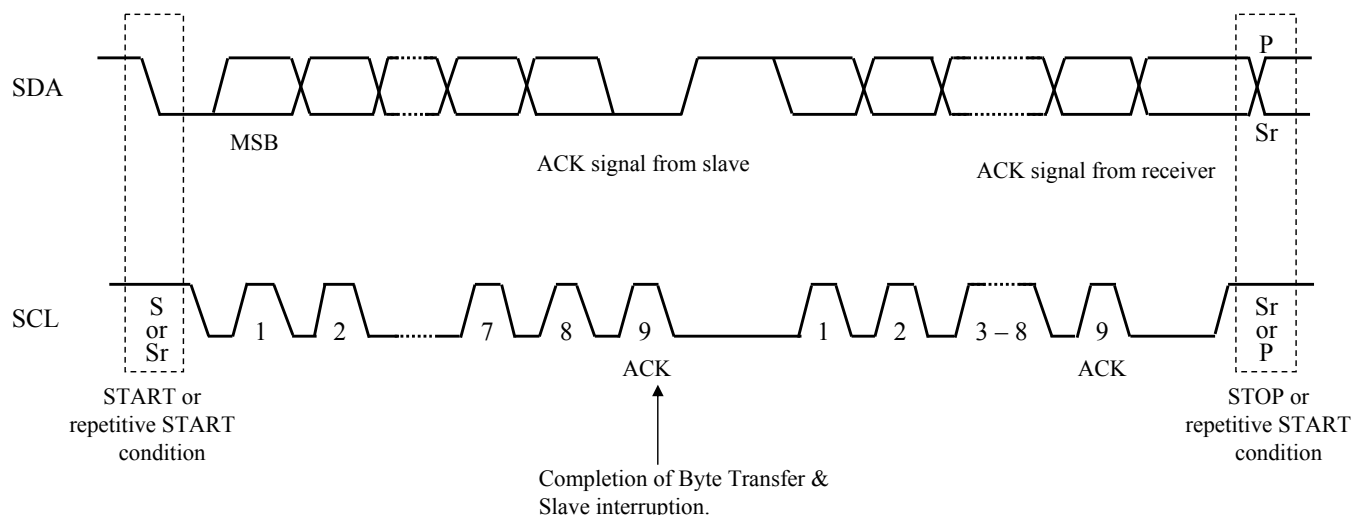 P
SDA
MSB
Sr
ACK signal from slave
ACK signal from receiver
SCL
S
or
Sr
1
2
7
8
9
1
2
3 – 8
9
Sr
or
P
ACK
ACK
START or
repetitive START
condition
STOP or
repetitive START
condition
Completion of Byte Transfer &
Slave interruption.